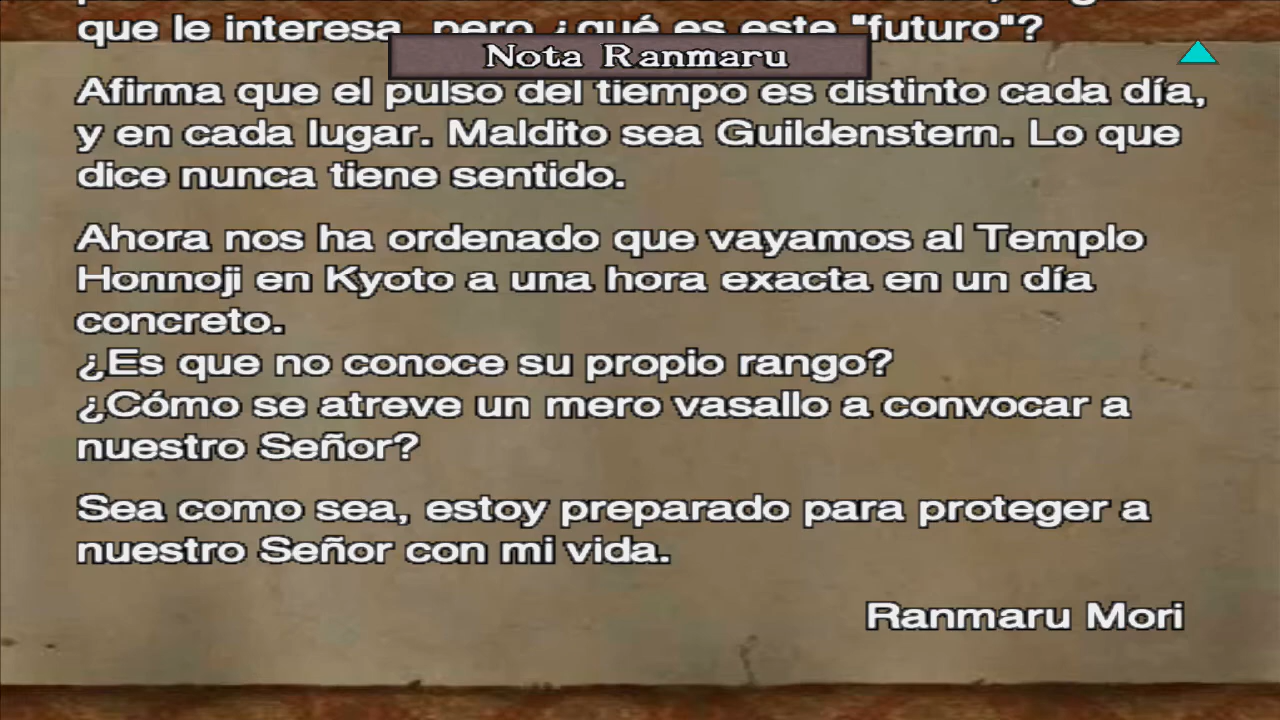 que le interesa, pero ¿qué es este "futuro"?
Nota Ranmaru
Afirma que el pulso del tiempo es distinto cada día,
y en cada lugar. Maldito sea Guildenstern. Lo que
dice nunca tiene sentido.
Ahora nos ha ordenado que vayamos al Templo
Honnoji en Kyoto a una hora exacta en un día
concreto.
¿Es que no conoce su propio rango?
¿Cómo se atreve un mero vasallo a convocar a
nuestro Señor?
Sea como sea, estoy preparado para proteger a
nuestro Señor con mi vida.
Ranmaru Mori